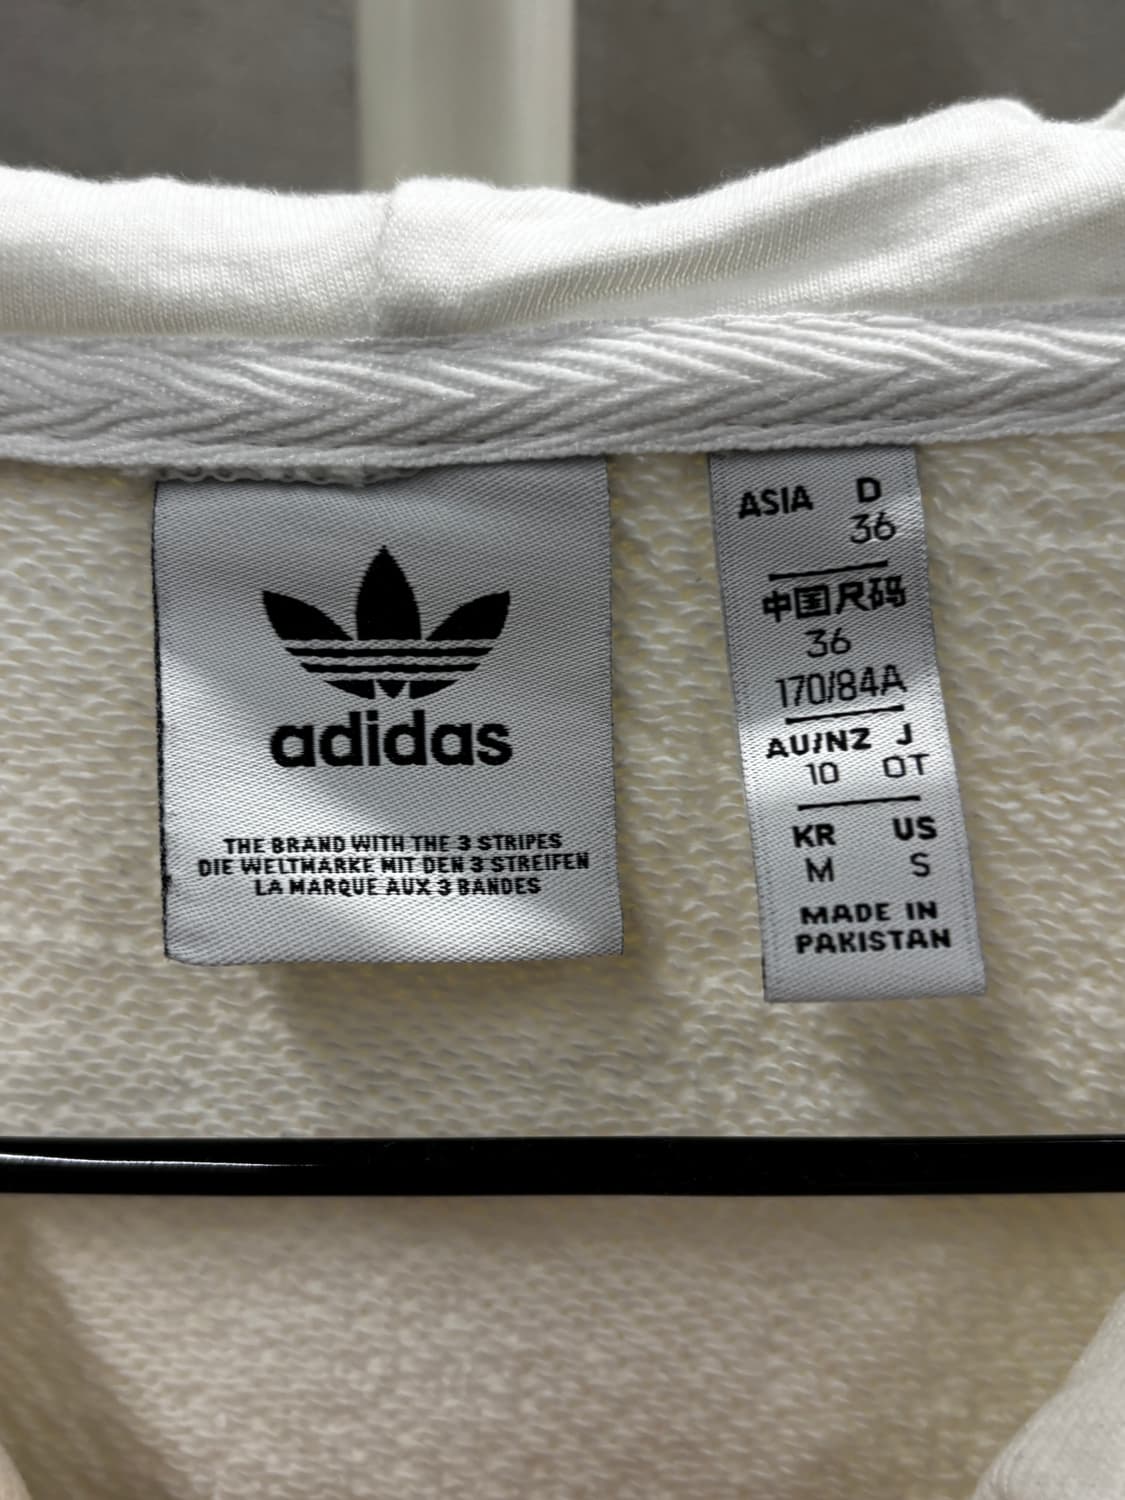 adidas
THE BRAND WITH THE 3 STRIPES
DIE WELTMARKE MIT DEN 3 STREIFEN
LA MARQUE AUX 3 BANDES
ASIA D
36
中国尺码
36
170/84A
AU/NZ J
10 OT
KR US
M S
MADE IN
PAKISTAN